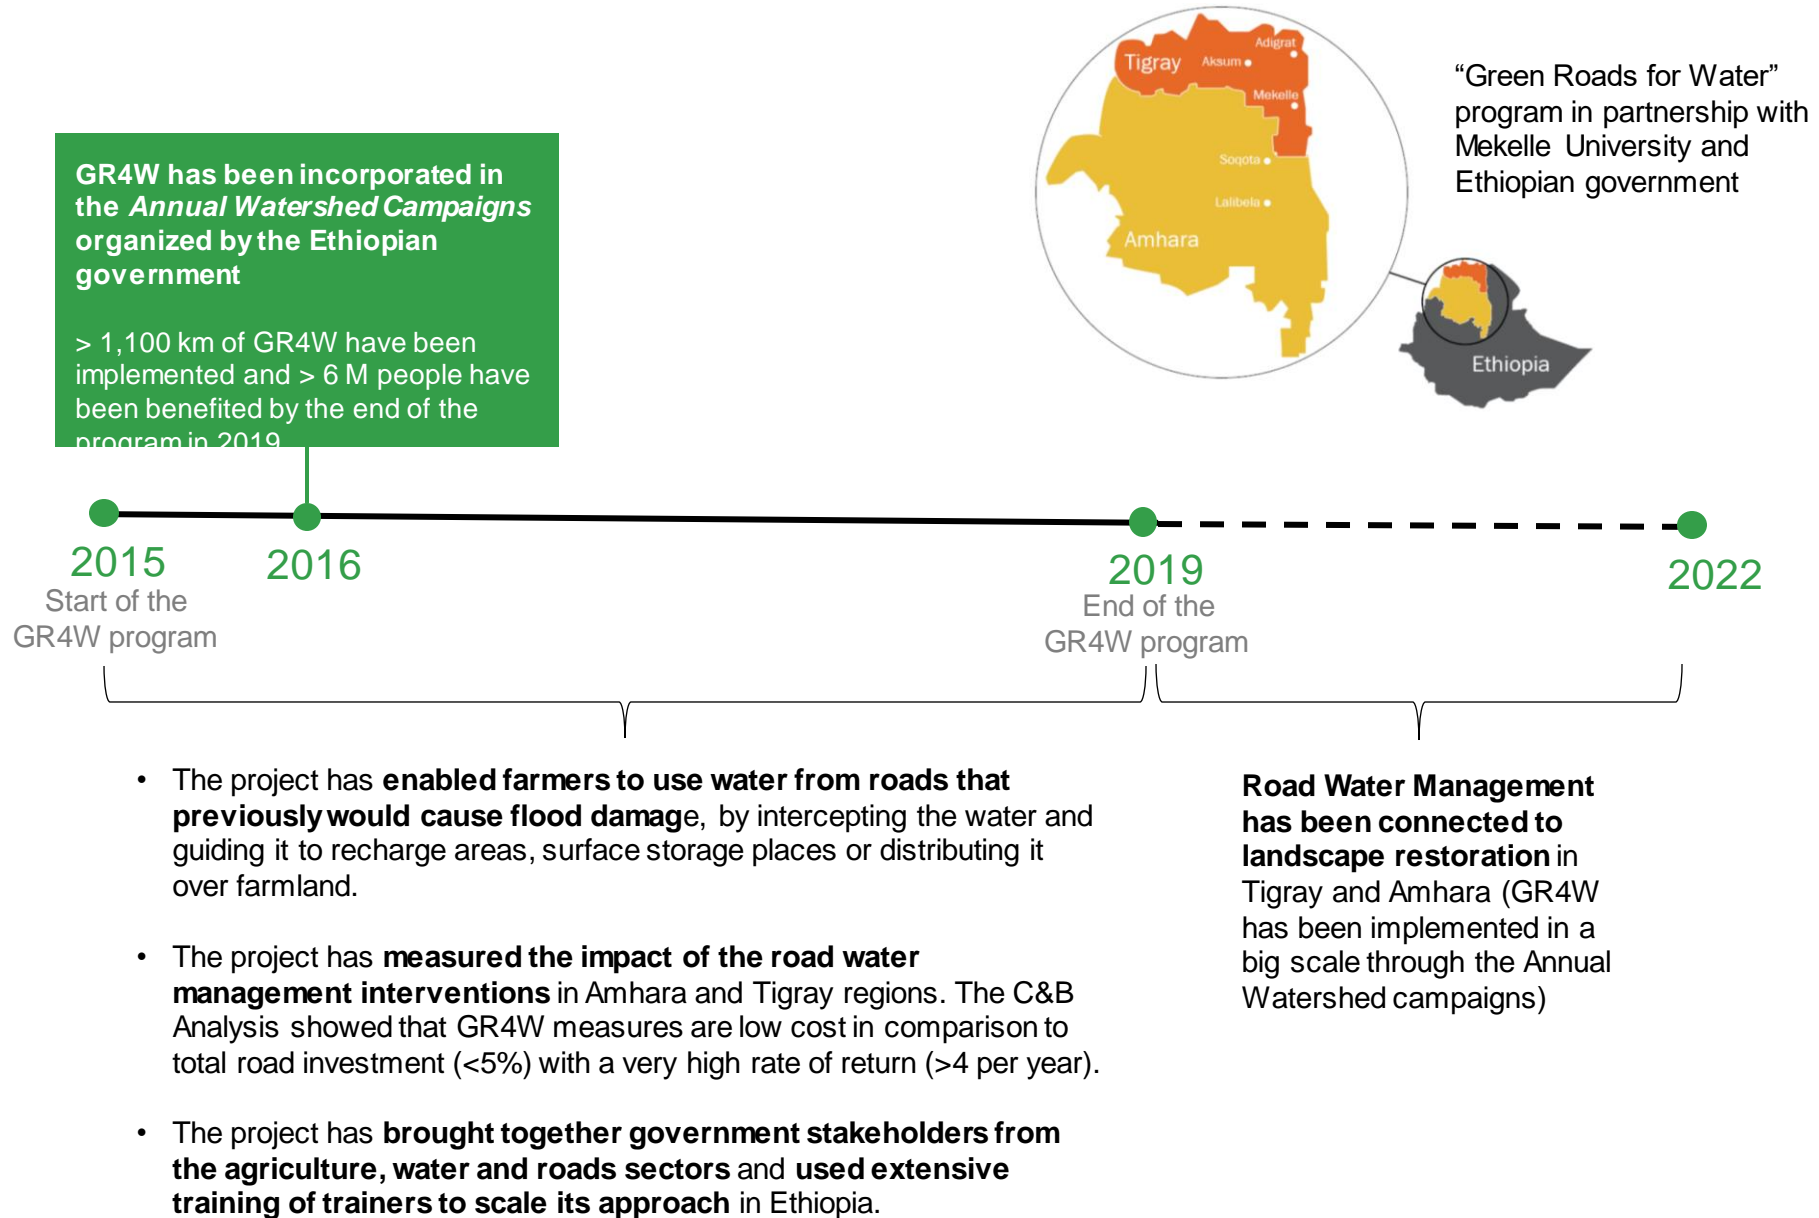 GR4W has been incorporated in
the Annual Watershed Campaigns
organized by the Ethiopian
government
> 1,100 km of GR4W have been
implemented and > 6 M people have
been benefited by the end of the
program in 2019
Tigray
Aksum
Adigrat
Mekelle
Soqota
Lalibela
Amhara
Ethiopia
“Green Roads for Water”
program in partnership with
Mekelle University and
Ethiopian government
2015
Start of the
GR4W program
2016
2019
End of the
GR4W program
2022
• The project has enabled farmers to use water from roads that
previously would cause flood damage, by intercepting the water and
guiding it to recharge areas, surface storage places or distributing it
over farmland.
• The project has measured the impact of the road water
management interventions in Amhara and Tigray regions. The C&B
Analysis showed that GR4W measures are low cost in comparison to
total road investment (<5%) with a very high rate of return (>4 per year).
• The project has brought together government stakeholders from
the agriculture, water and roads sectors and used extensive
training of trainers to scale its approach in Ethiopia.
Road Water Management
has been connected to
landscape restoration in
Tigray and Amhara (GR4W
has been implemented in a
big scale through the Annual
Watershed campaigns)